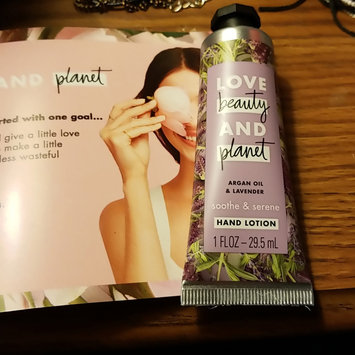 AND planet
rted with one goal...
give a little love
make a little
less wasteful
LOVE
beauty
AND
planet
ARGAN OIL
& LAVENDER
soothe & serene
HAND LOTION
1 FL OZ – 29.5 mL